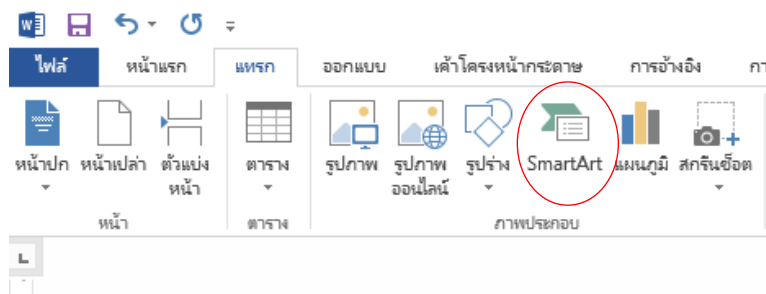 ไฟล์ หน้าแรก แทรก ออกแบบ เค้าโครงหน้ากระดาษ การอ้างอิง กา
หน้าปก หน้าเปล่า ตัวแบ่ง ตาราง รูปภาพ รูปภาพ รูปร่าง SmartArt แผนภูมิ สกรีนช็อต
หน้า ออนไลน์
หน้า ตาราง ภาพประกอบ